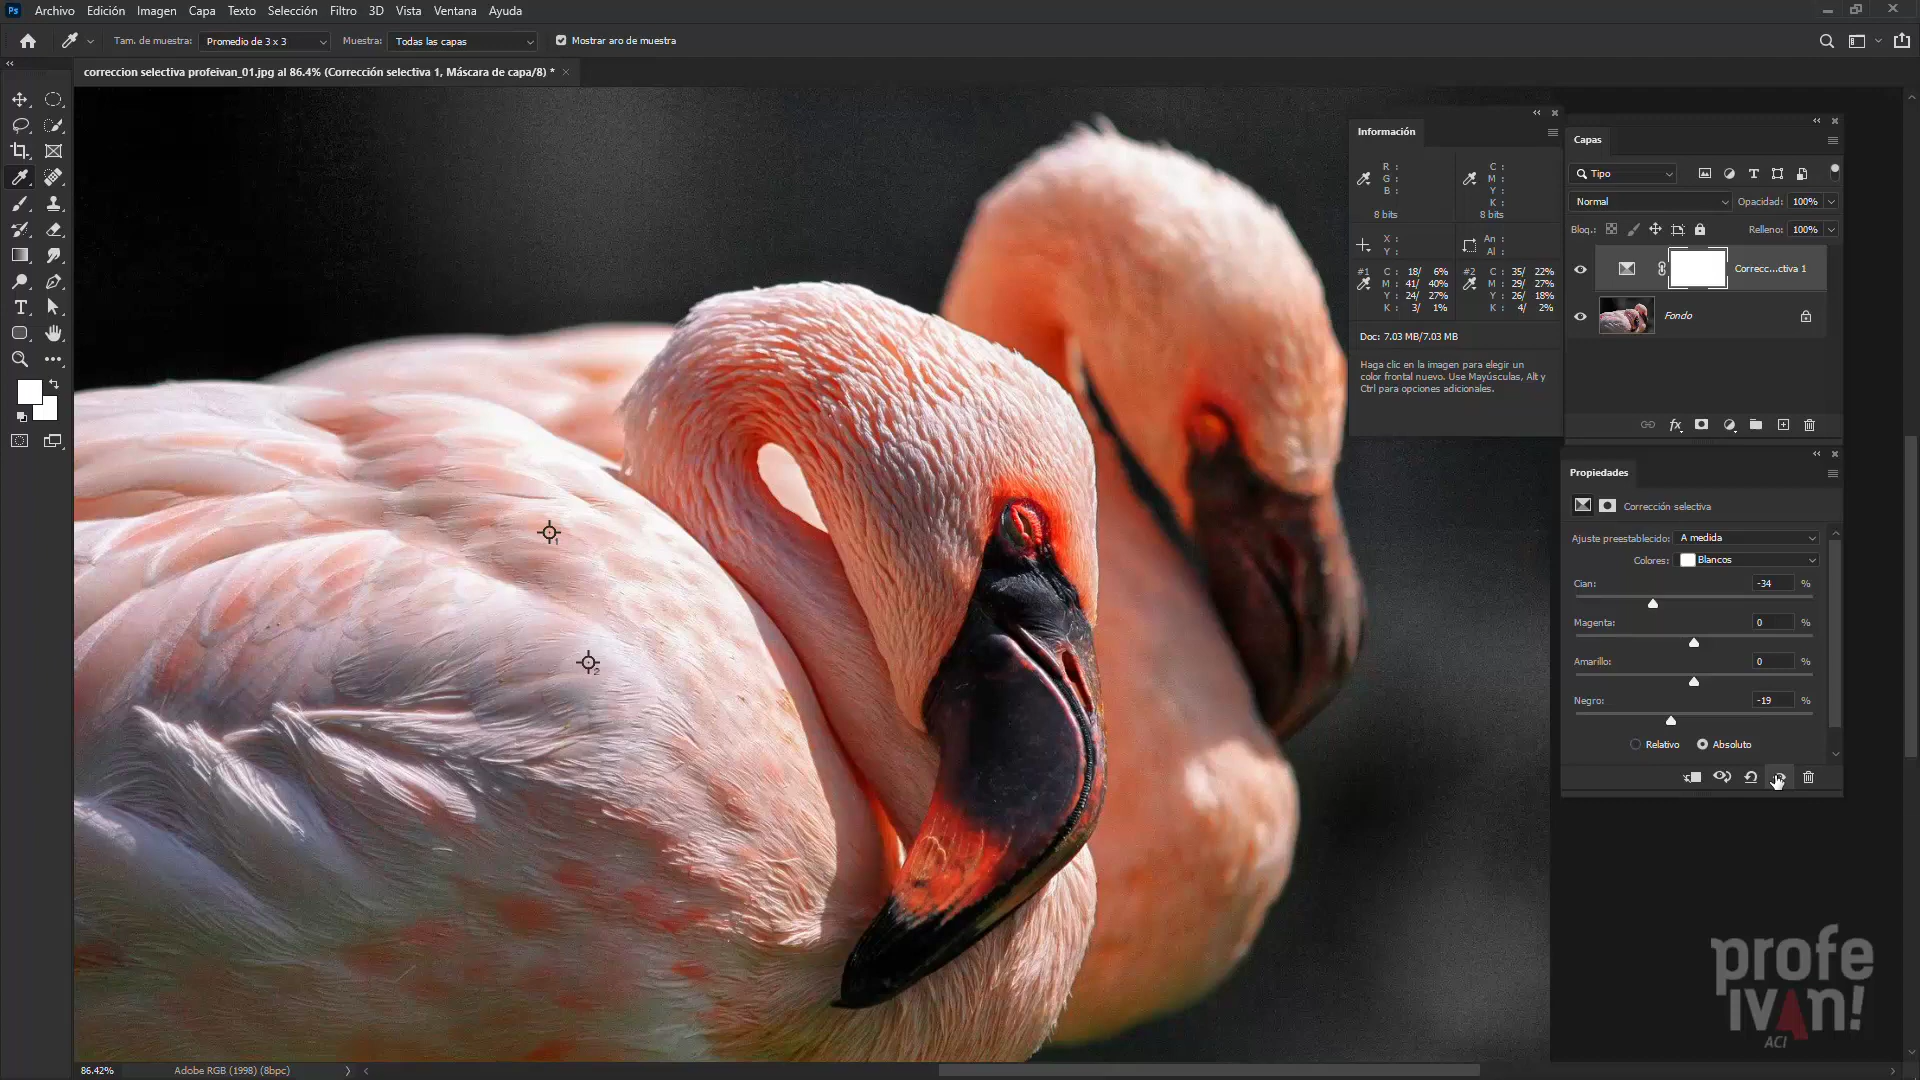 Ps Archivo Edición Imagen Capa Texto Selección Filtro 3D Vista Ventana Ayuda
Tam. de muestra: Promedio de 3 x 3 Muestra: Todas las capas Mostrar aro de muestra
correccion selectiva profeivan_01.jpg al 86.4% (Corrección selectiva 1, Máscara de capa/8) *
Información
R :
G :
B :
8 bits
C :
M :
Y :
K :
8 bits
X :
Y :
An :
Al :
#1 C : 18/ 6%
M : 41/ 40%
Y : 24/ 27%
K : 3/ 1%
#2 C : 35/ 22%
M : 29/ 27%
Y : 26/ 18%
K : 4/ 2%
Doc: 7.03 MB/7.03 MB
Haga clic en la imagen para elegir un
color frontal nuevo. Use Mayúsculas, Alt y
Ctrl para opciones adicionales.
Capas
Tipo
Normal Opacidad: 100%
Bloq.: Relleno: 100%
Correcc...ctiva 1
Fondo
Propiedades
Corrección selectiva
Ajuste preestablecido: A medida
Colores: Blancos
Cian: -34 %
Magenta: 0 %
Amarillo: 0 %
Negro: -19 %
Relativo Absoluto
1
2
profe
IVAN!
ACI
86.42% Adobe RGB (1998) (8bpc)